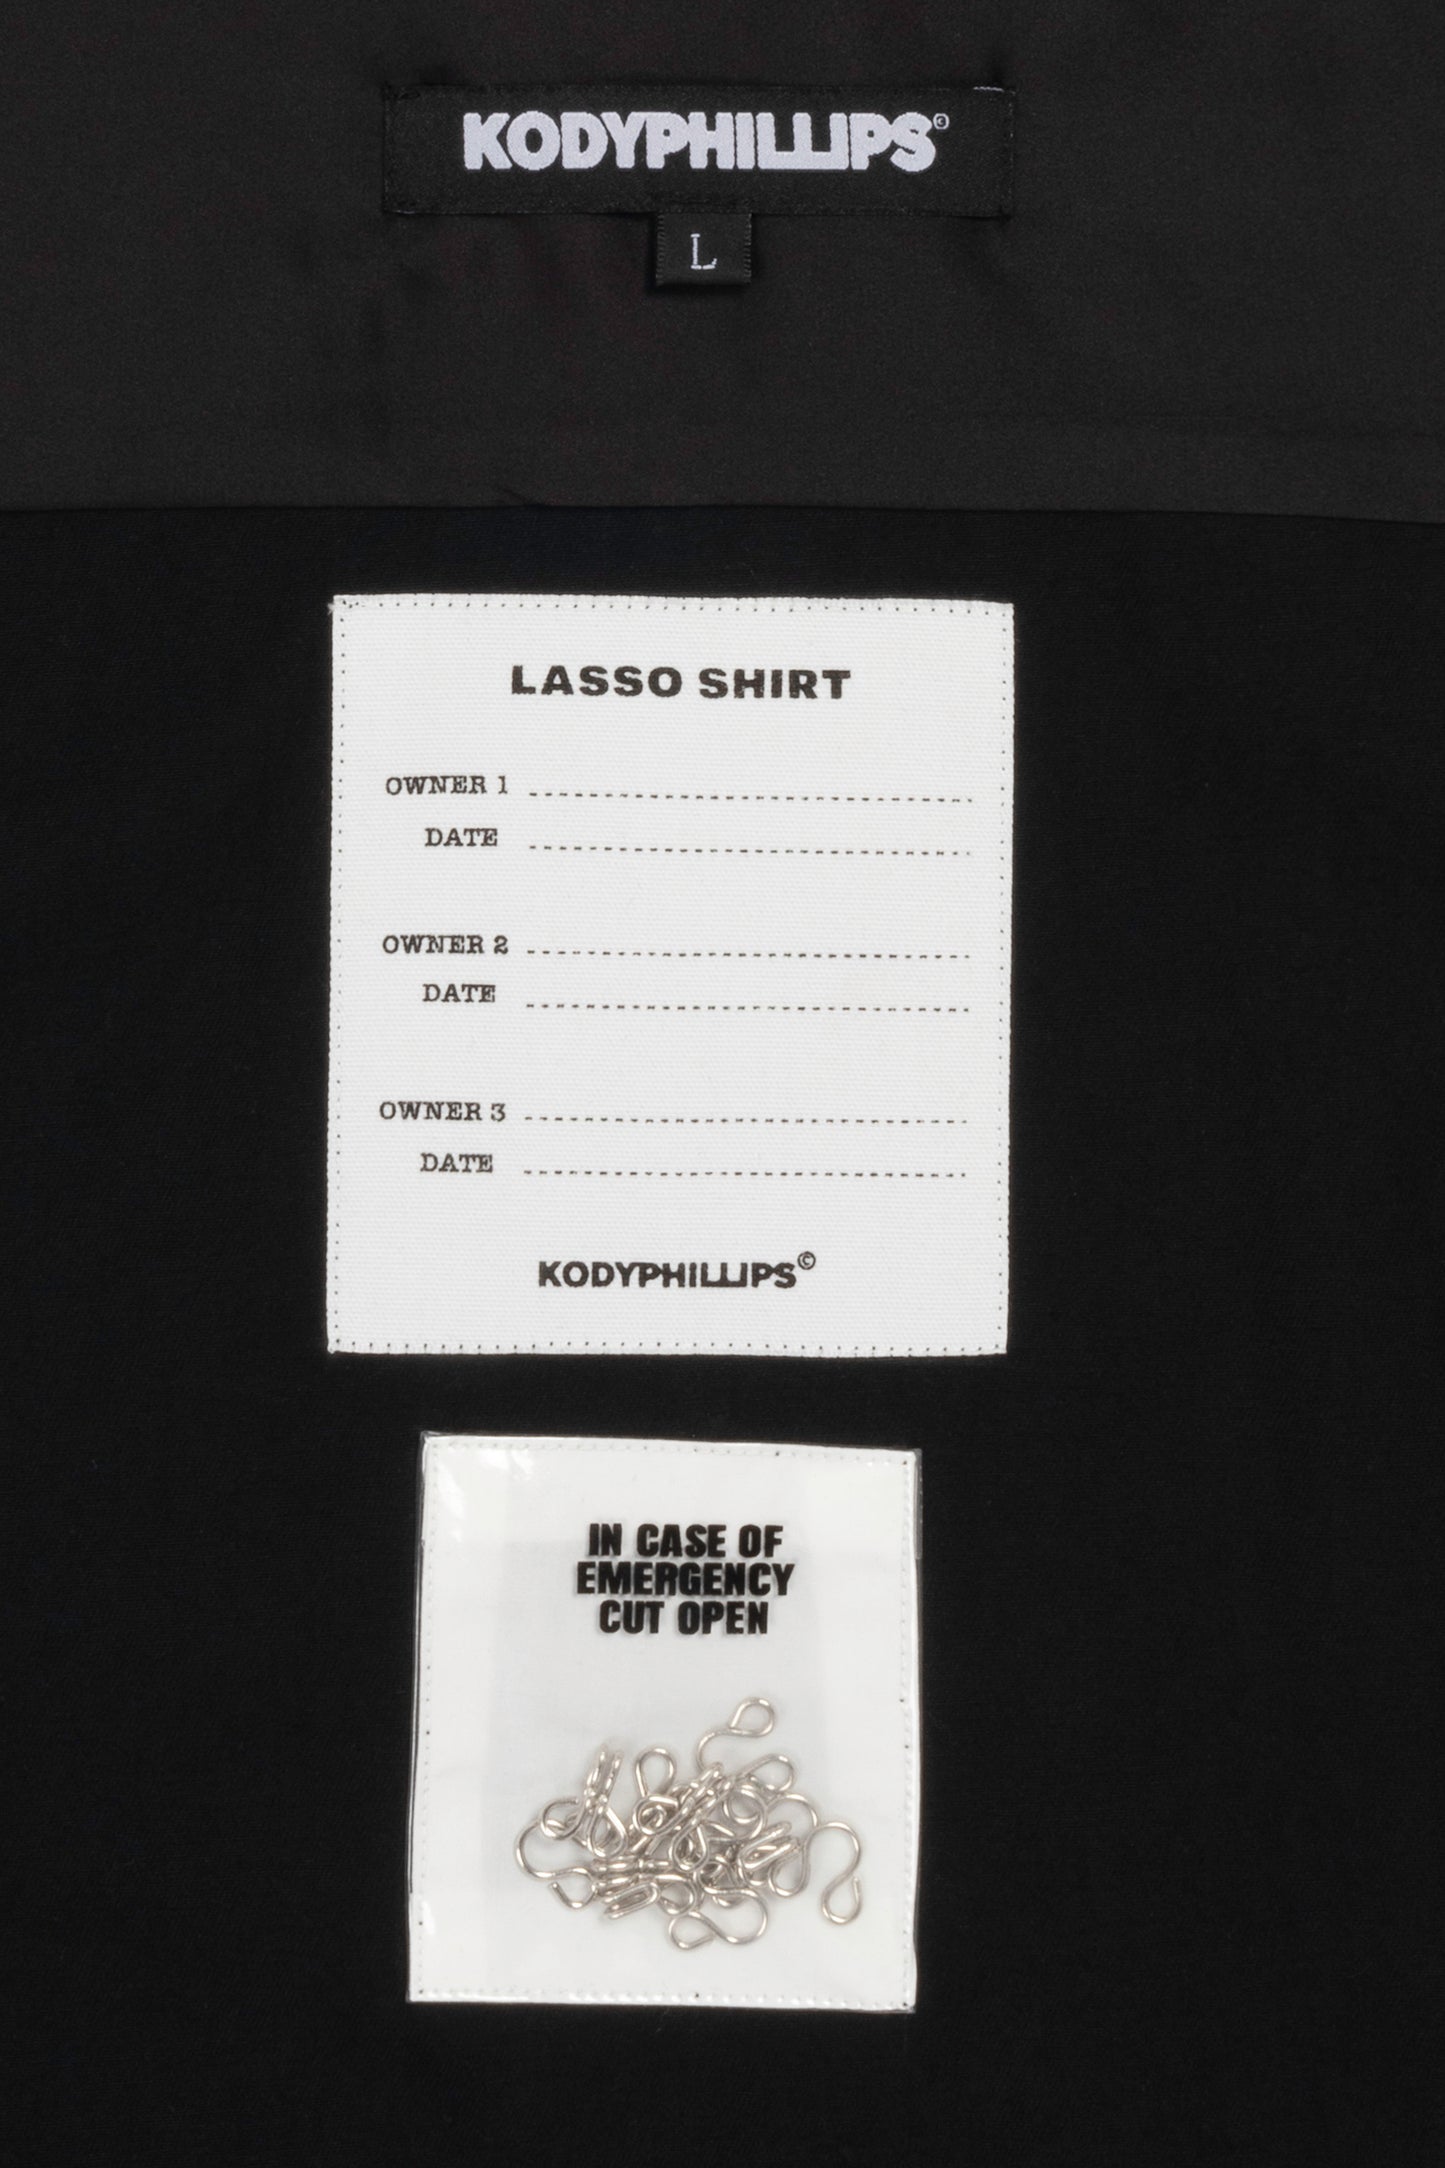 KODYPHILLIPS©
L
LASSO SHIRT
OWNER 1
DATE
OWNER 2
DATE
OWNER 3
DATE
KODYPHILLIPS©
IN CASE OF
EMERGENCY
CUT OPEN